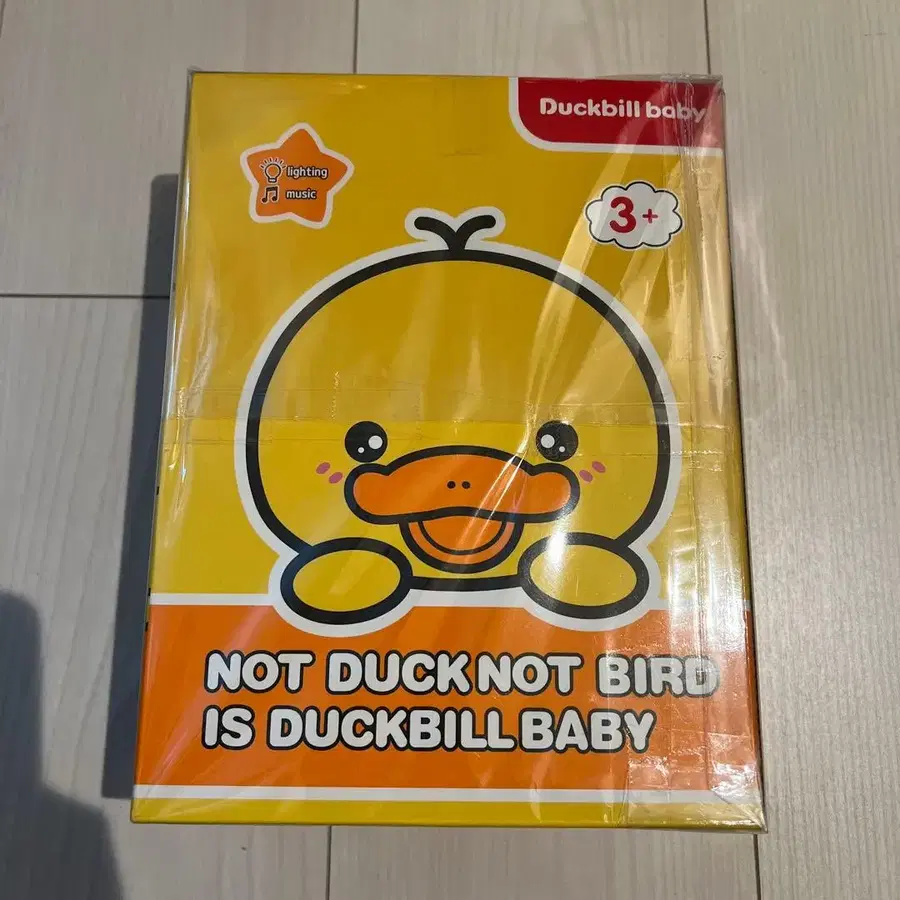 Duckbill baby
lighting
music
3+
NOT DUCK NOT BIRD
IS DUCKBILL BABY